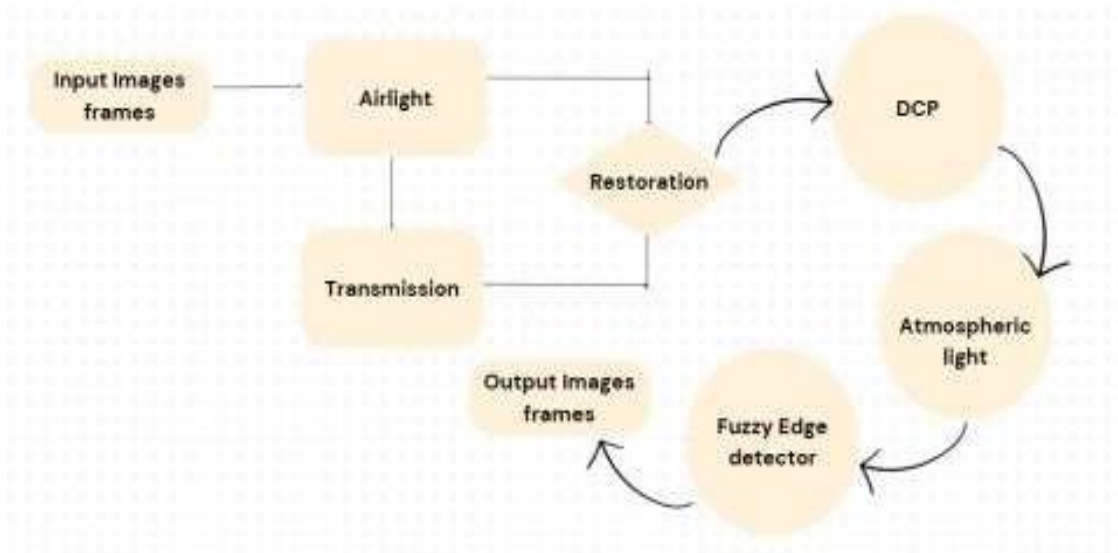 Input Images
frames
Airlight
Restoration
DCP
Transmission
Atmospheric
light
Output Images
frames
Fuzzy Edge
detector